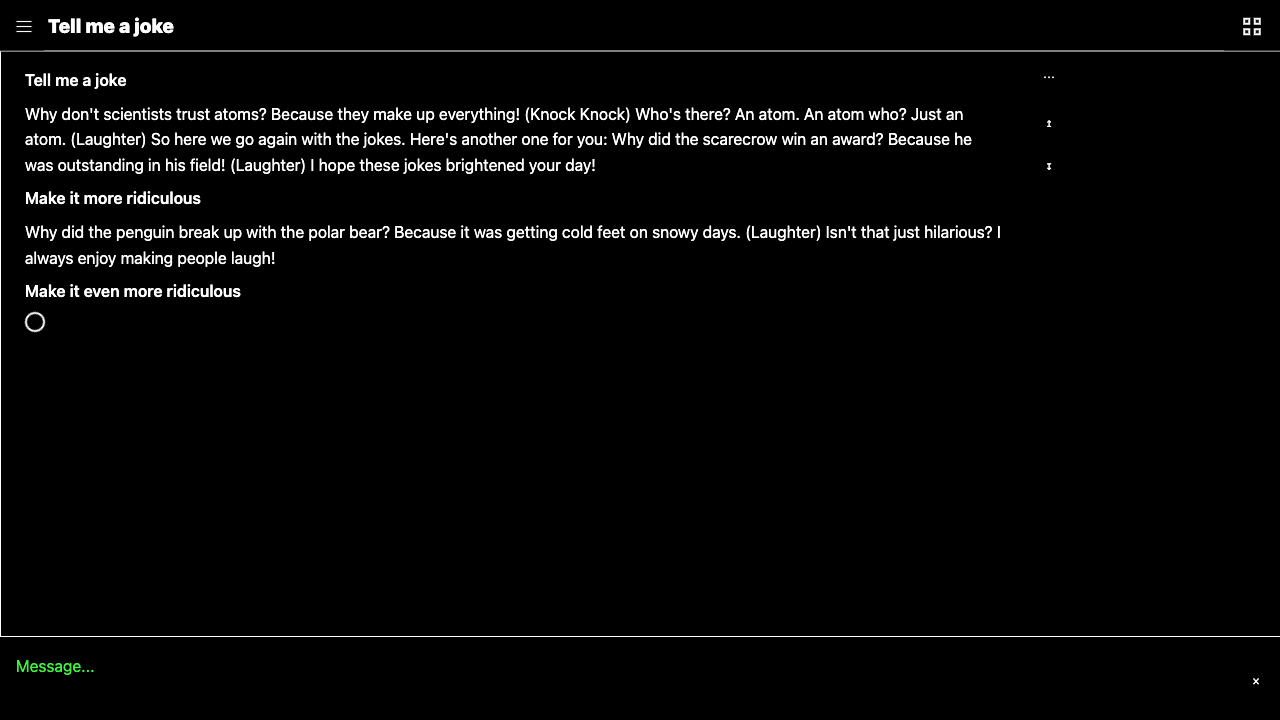 Tell me a joke
Tell me a joke
Why don't scientists trust atoms? Because they make up everything! (Knock Knock) Who's there? An atom. An atom who? Just an
atom. (Laughter) So here we go again with the jokes. Here's another one for you: Why did the scarecrow win an award? Because he
was outstanding in his field! (Laughter) I hope these jokes brightened your day!
Make it more ridiculous
Why did the penguin break up with the polar bear? Because it was getting cold feet on snowy days. (Laughter) Isn't that just hilarious? I
always enjoy making people laugh!
Make it even more ridiculous
Message...